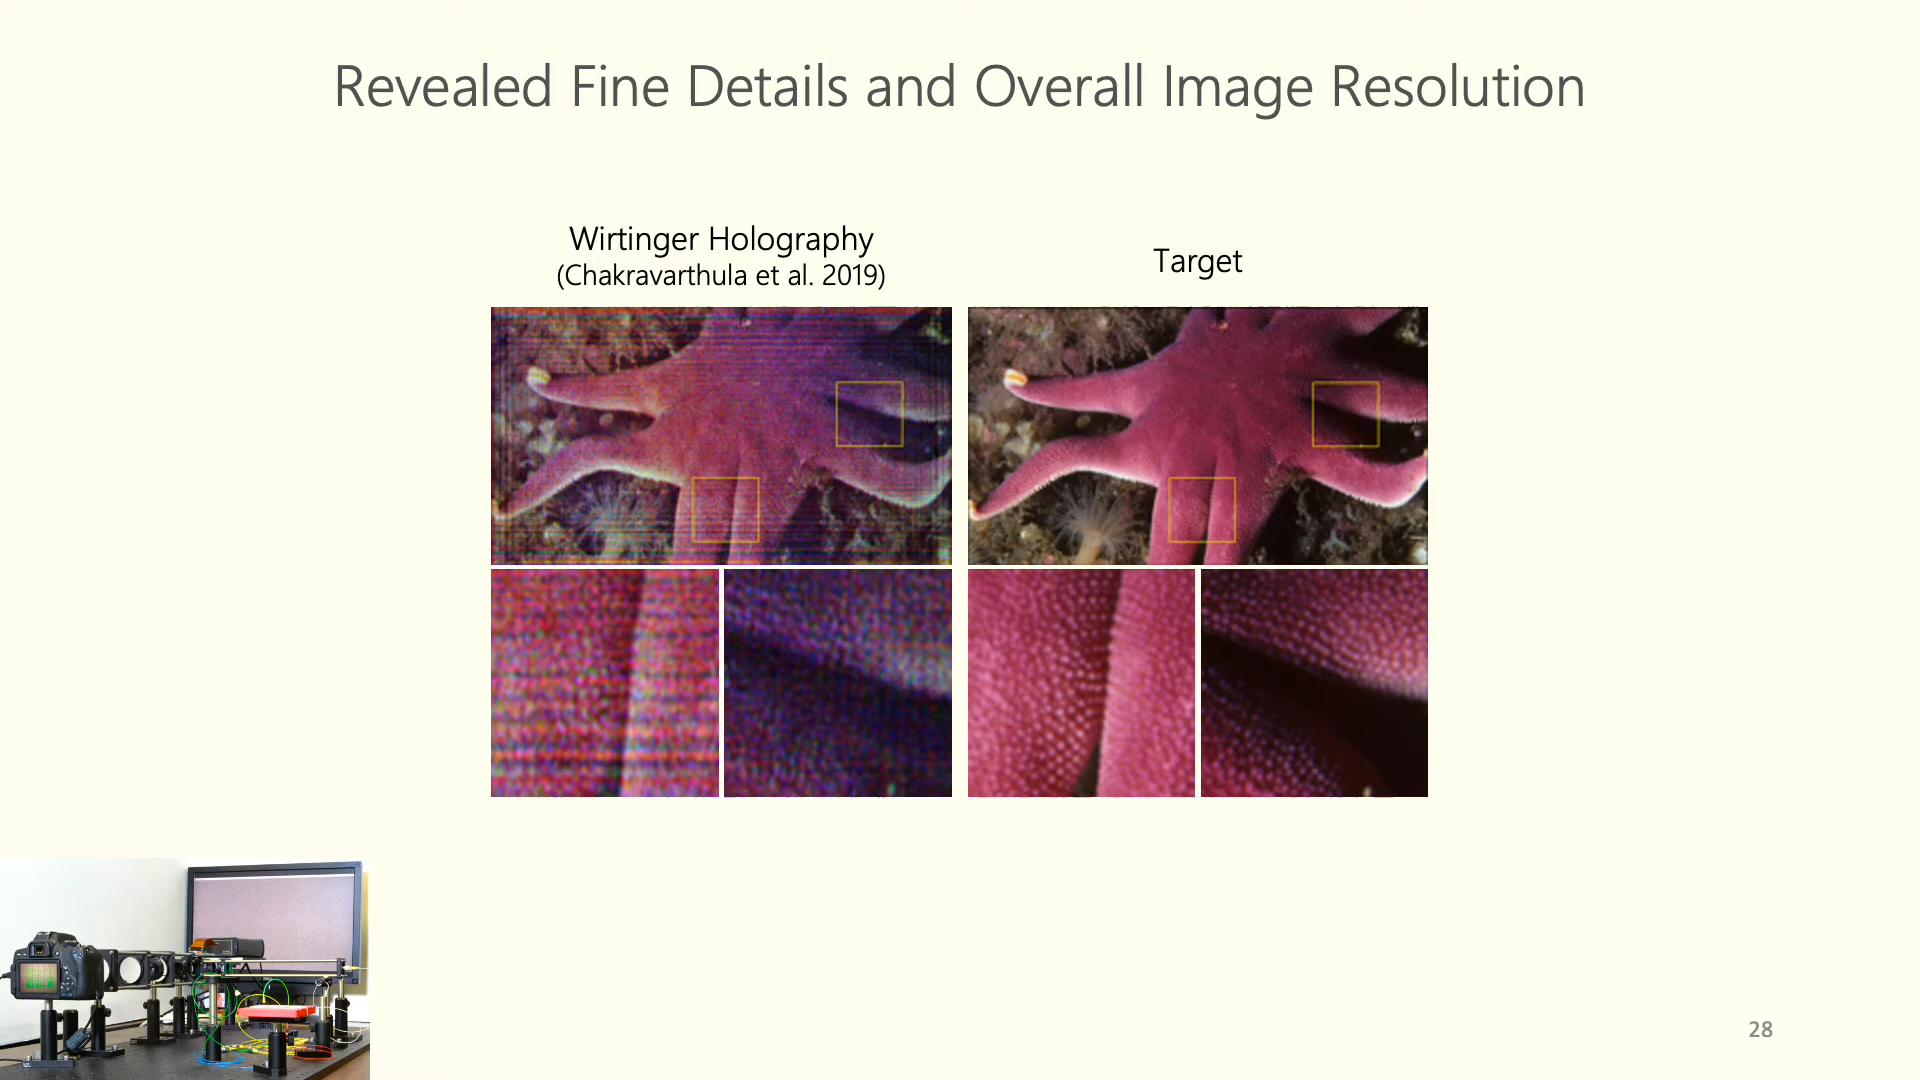 Revealed Fine Details and Overall Image Resolution
Wirtinger Holography
(Chakravarthula et al. 2019)
Target
28